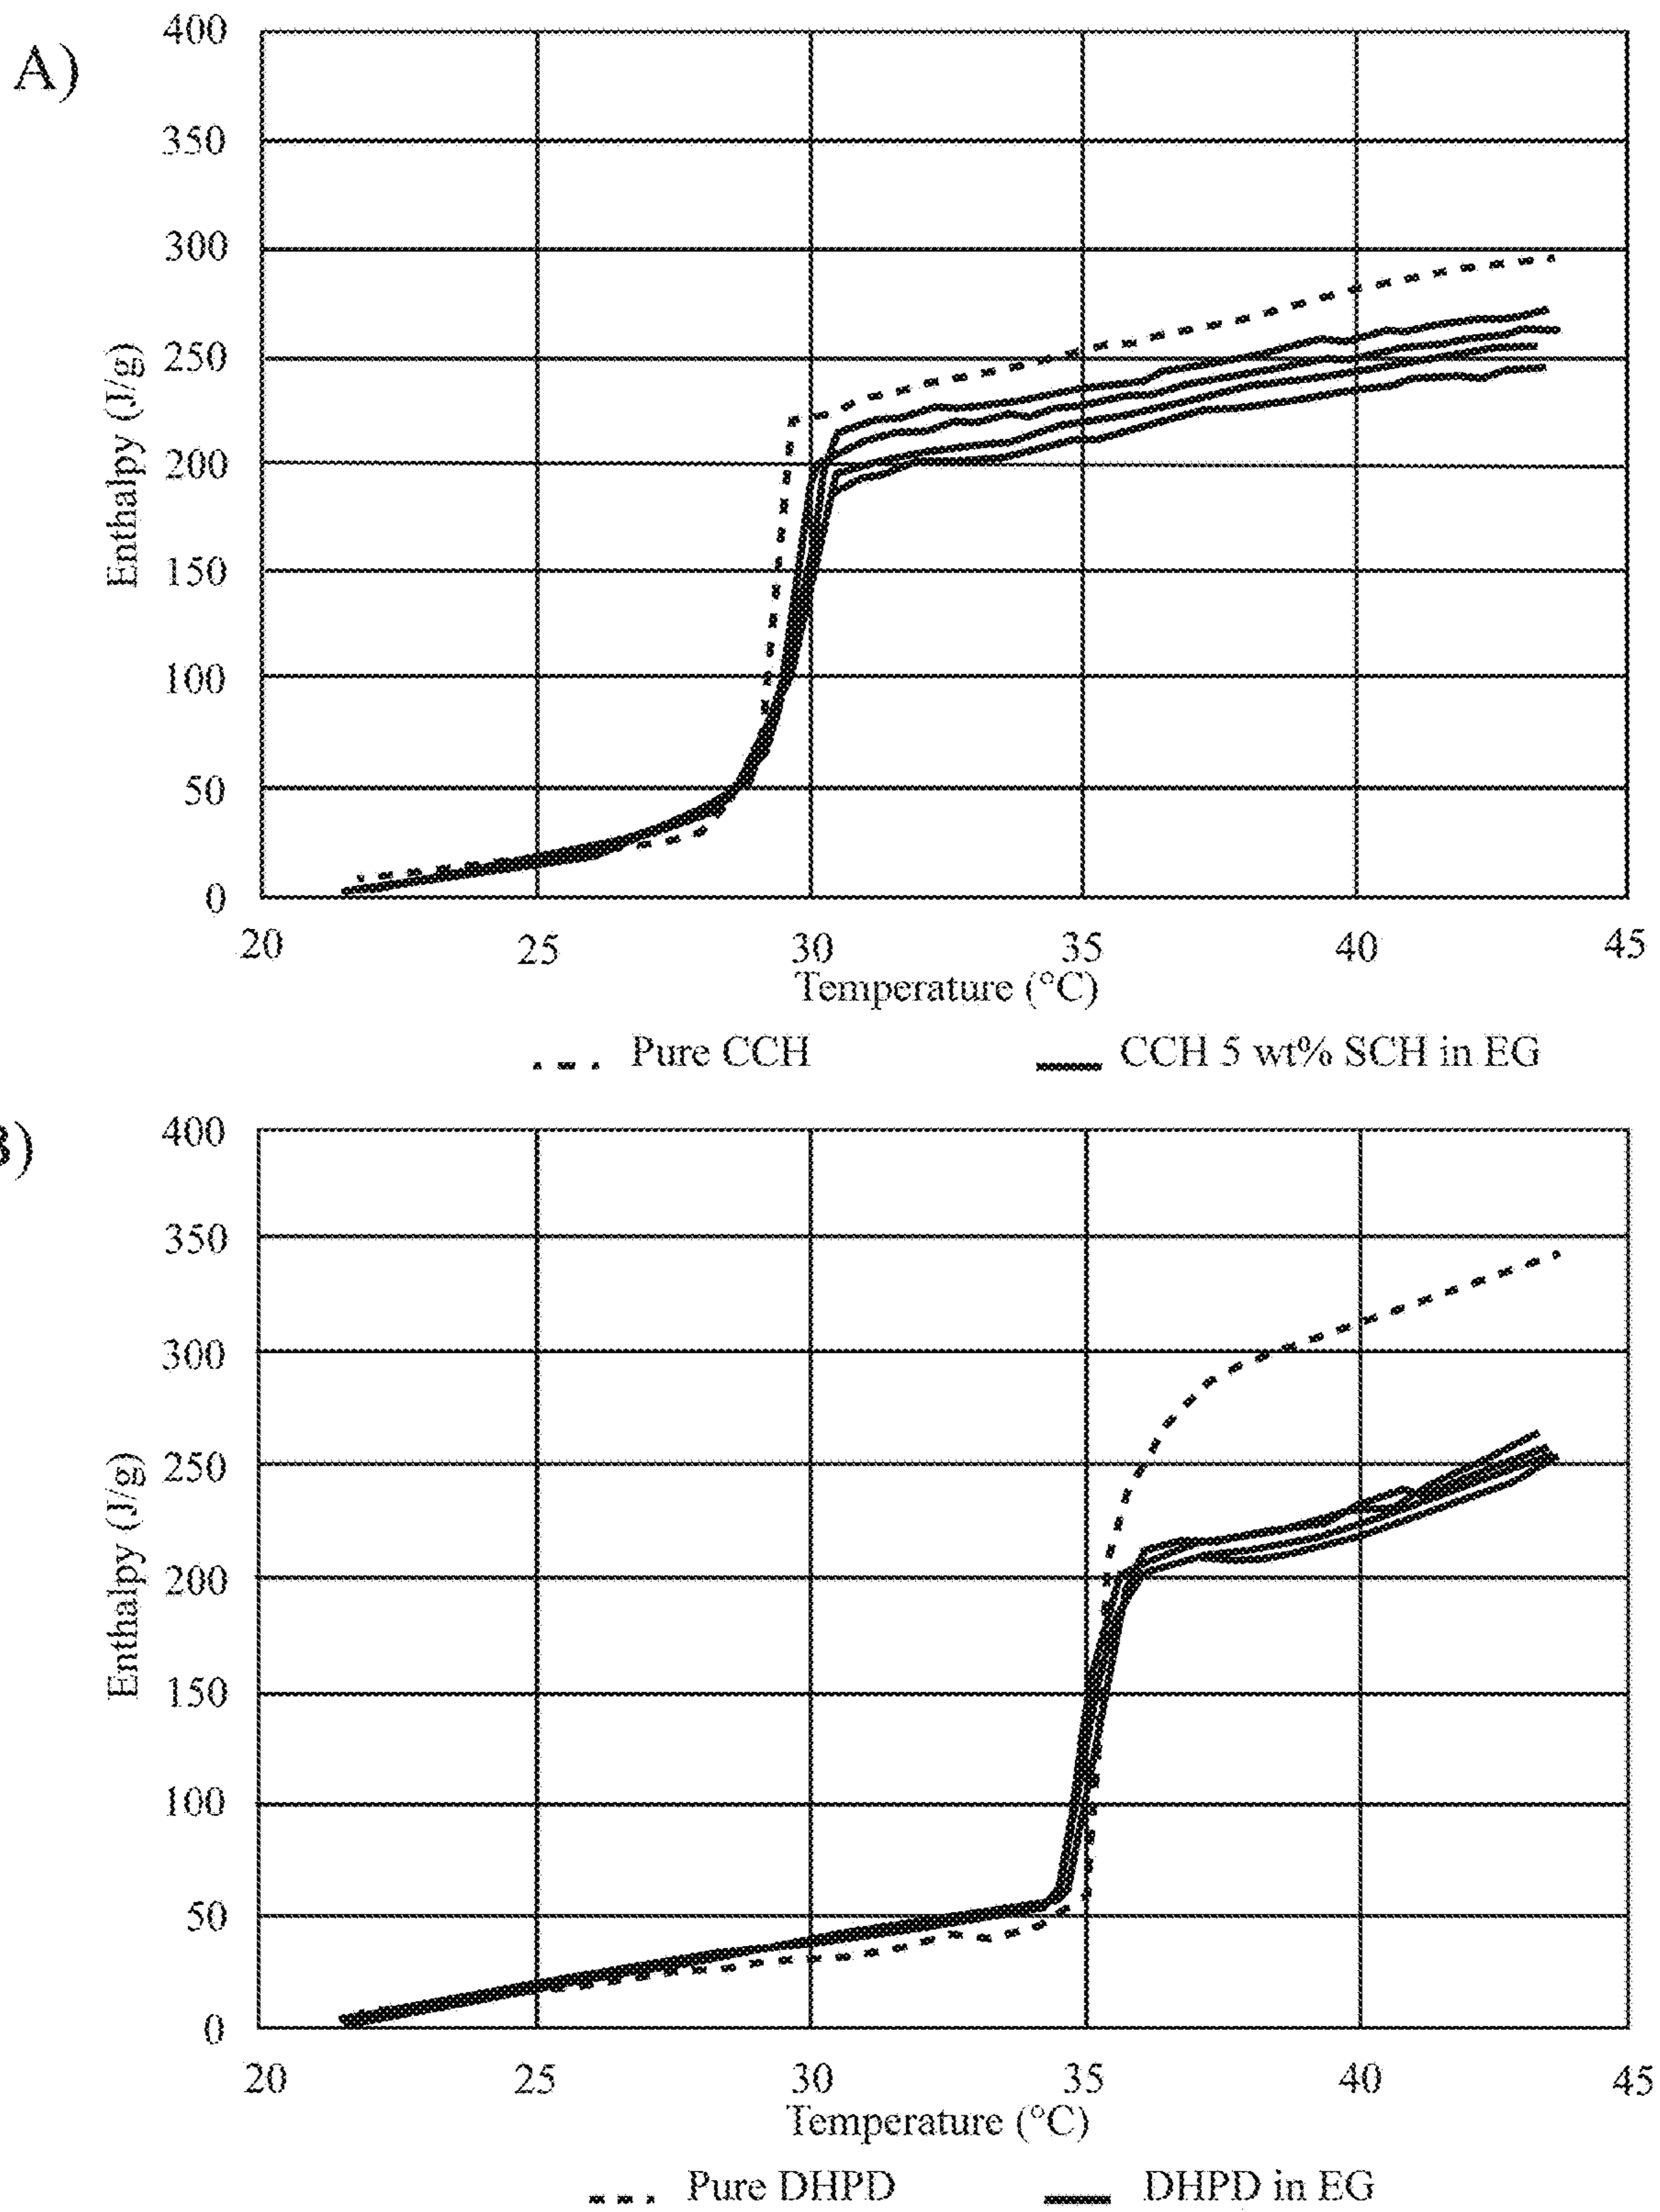 A)
400
350
300
250
200
150
100
50
0
Enthalpy (J/g)
20 25 30 35 40 45
Temperature (°C)
Pure CCH CCH 5 wt% SCH in EG
B)
400
350
300
250
200
150
100
50
0
Enthalpy (J/g)
20 25 30 35 40 45
Temperature (°C)
Pure DHPD DHPD in EG